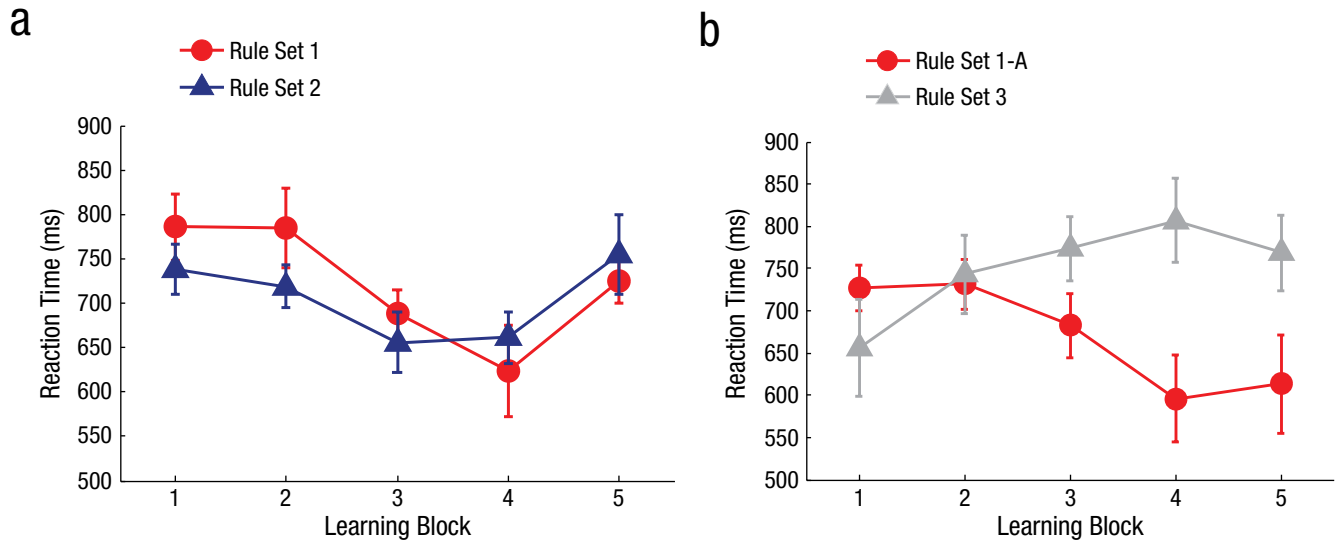 a
Rule Set 1
Rule Set 2
Reaction Time (ms)
900
850
800
750
700
650
600
550
500
1 2 3 4 5
Learning Block
b
Rule Set 1-A
Rule Set 3
Reaction Time (ms)
900
850
800
750
700
650
600
550
500
1 2 3 4 5
Learning Block